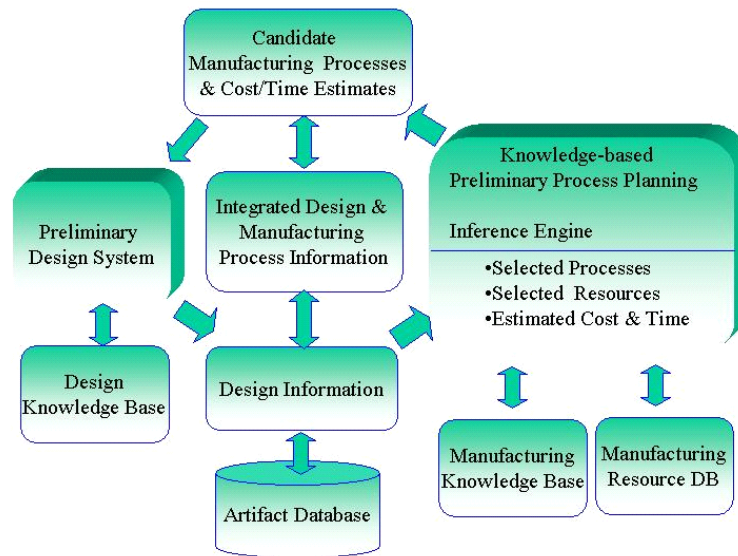 Candidate
Manufacturing Processes
& Cost/Time Estimates
Knowledge-based
Preliminary Process Planning
Inference Engine
•Selected Processes
•Selected Resources
•Estimated Cost & Time
Preliminary
Design System
Integrated Design &
Manufacturing
Process Information
Design
Knowledge Base
Design Information
Manufacturing
Knowledge Base
Manufacturing
Resource DB
Artifact Database